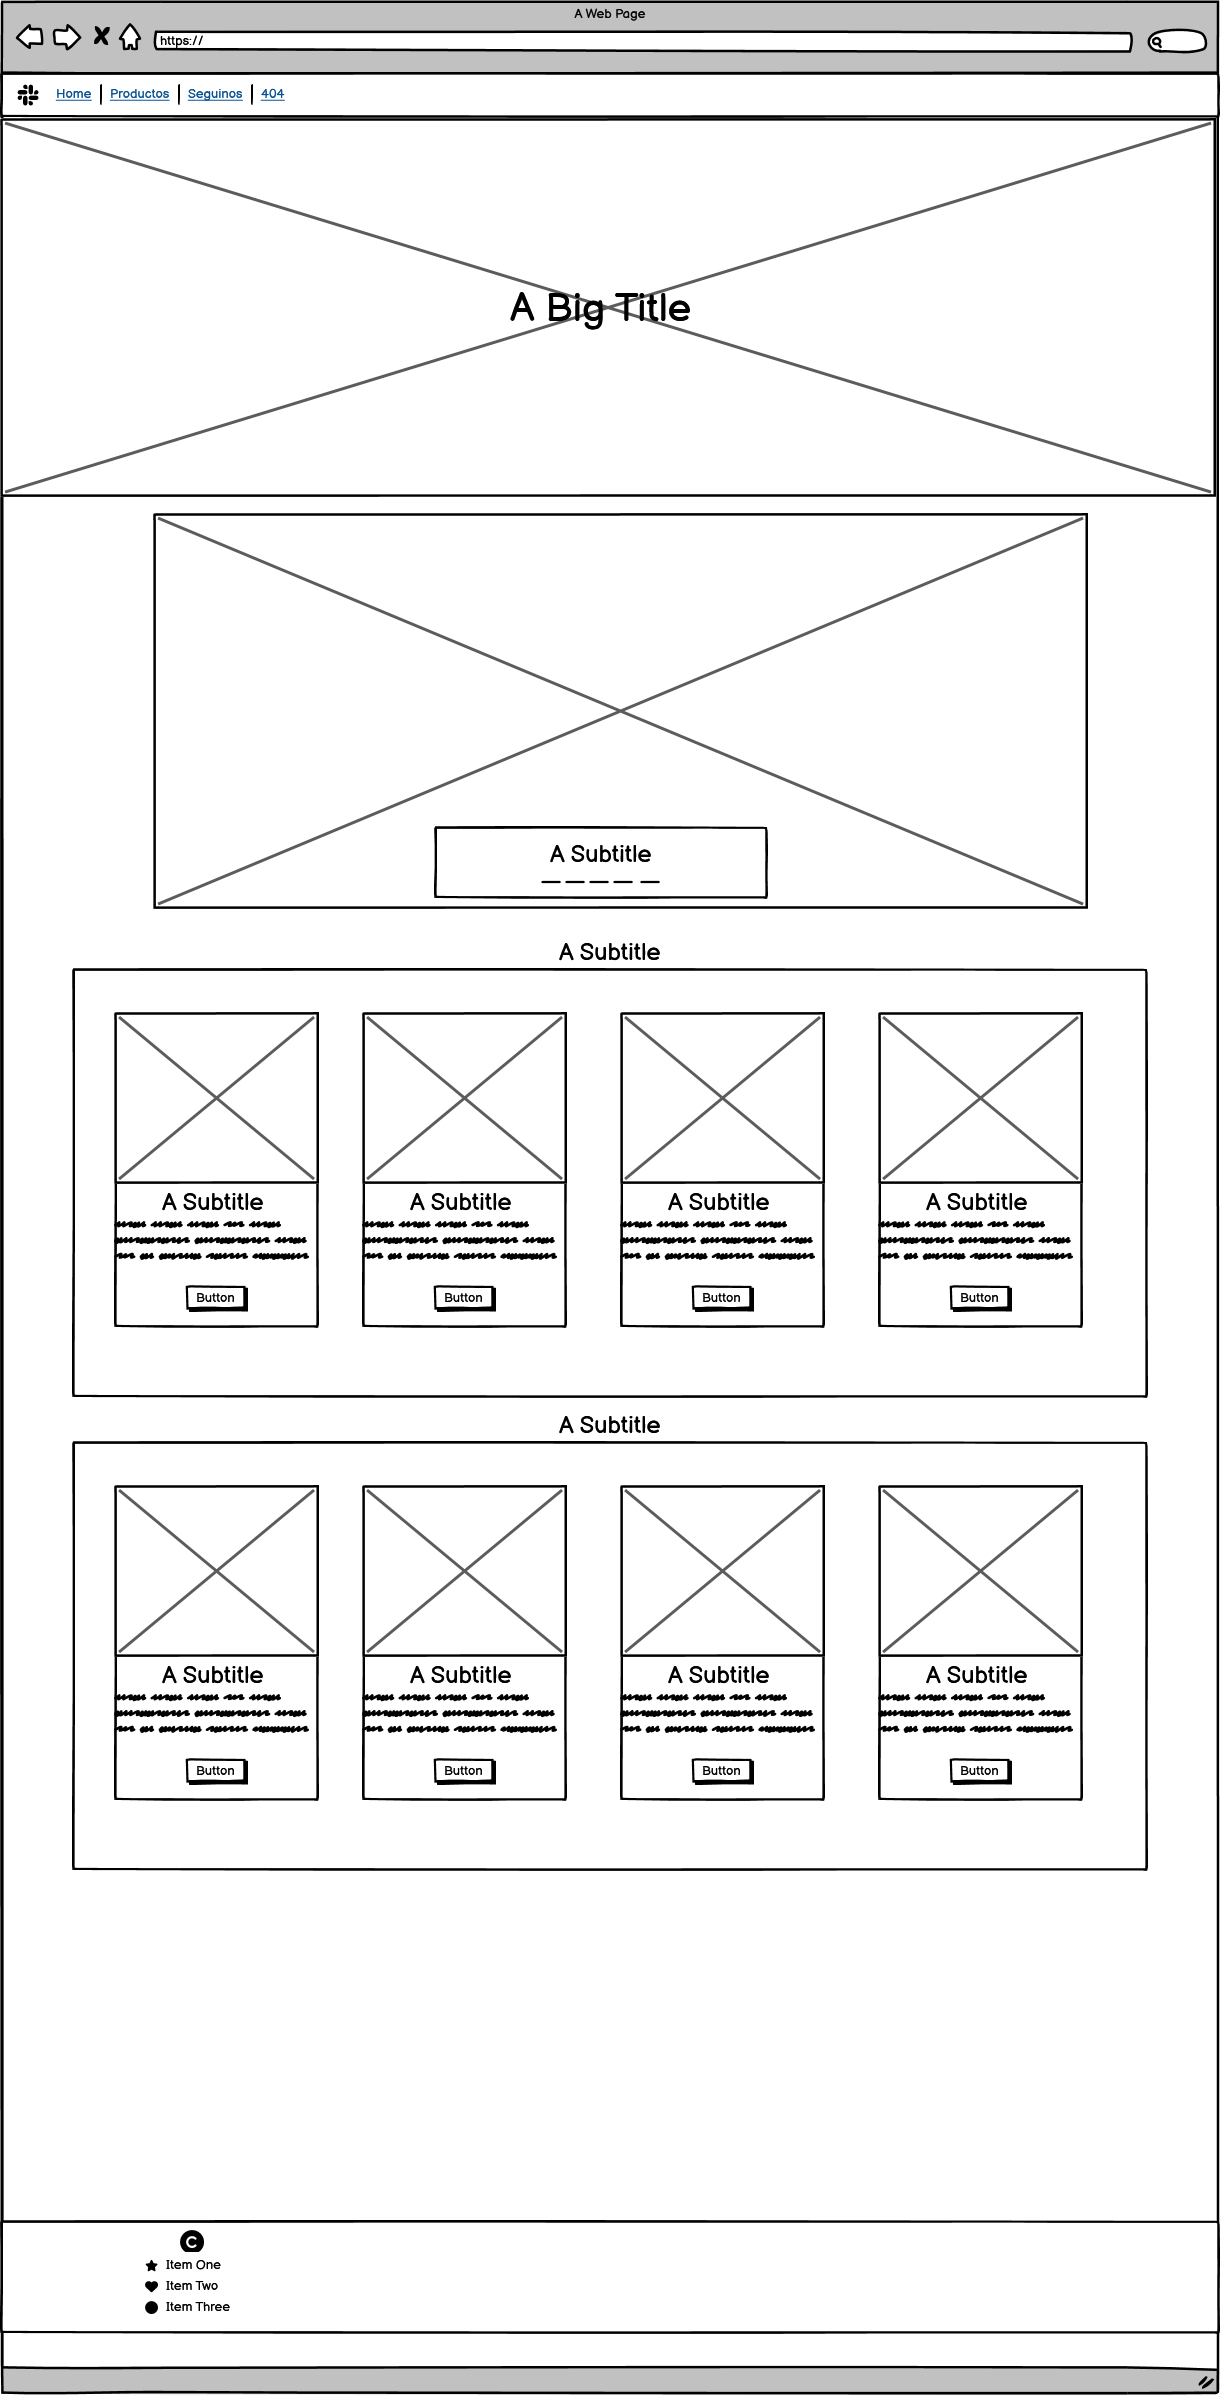 A Web Page
https://
Home Productos Seguinos 404
A Big Title
A Subtitle
A Subtitle
A Subtitle A Subtitle A Subtitle A Subtitle
Button Button Button Button
A Subtitle
A Subtitle A Subtitle A Subtitle A Subtitle
Button Button Button Button
C
Item One
Item Two
Item Three